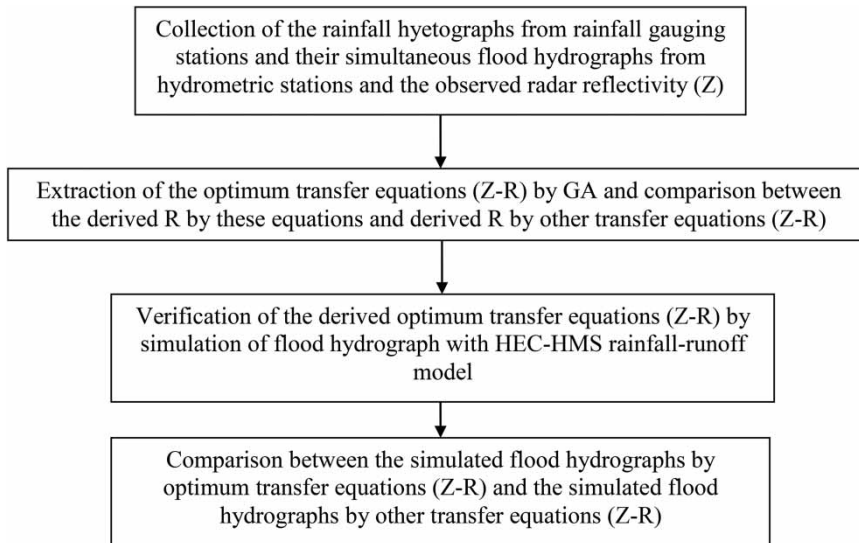 Collection of the rainfall hyetographs from rainfall gauging
stations and their simultaneous flood hydrographs from
hydrometric stations and the observed radar reflectivity (Z)
Extraction of the optimum transfer equations (Z-R) by GA and comparison between
the derived R by these equations and derived R by other transfer equations (Z-R)
Verification of the derived optimum transfer equations (Z-R) by
simulation of flood hydrograph with HEC-HMS rainfall-runoff
model
Comparison between the simulated flood hydrographs by
optimum transfer equations (Z-R) and the simulated flood
hydrographs by other transfer equations (Z-R)